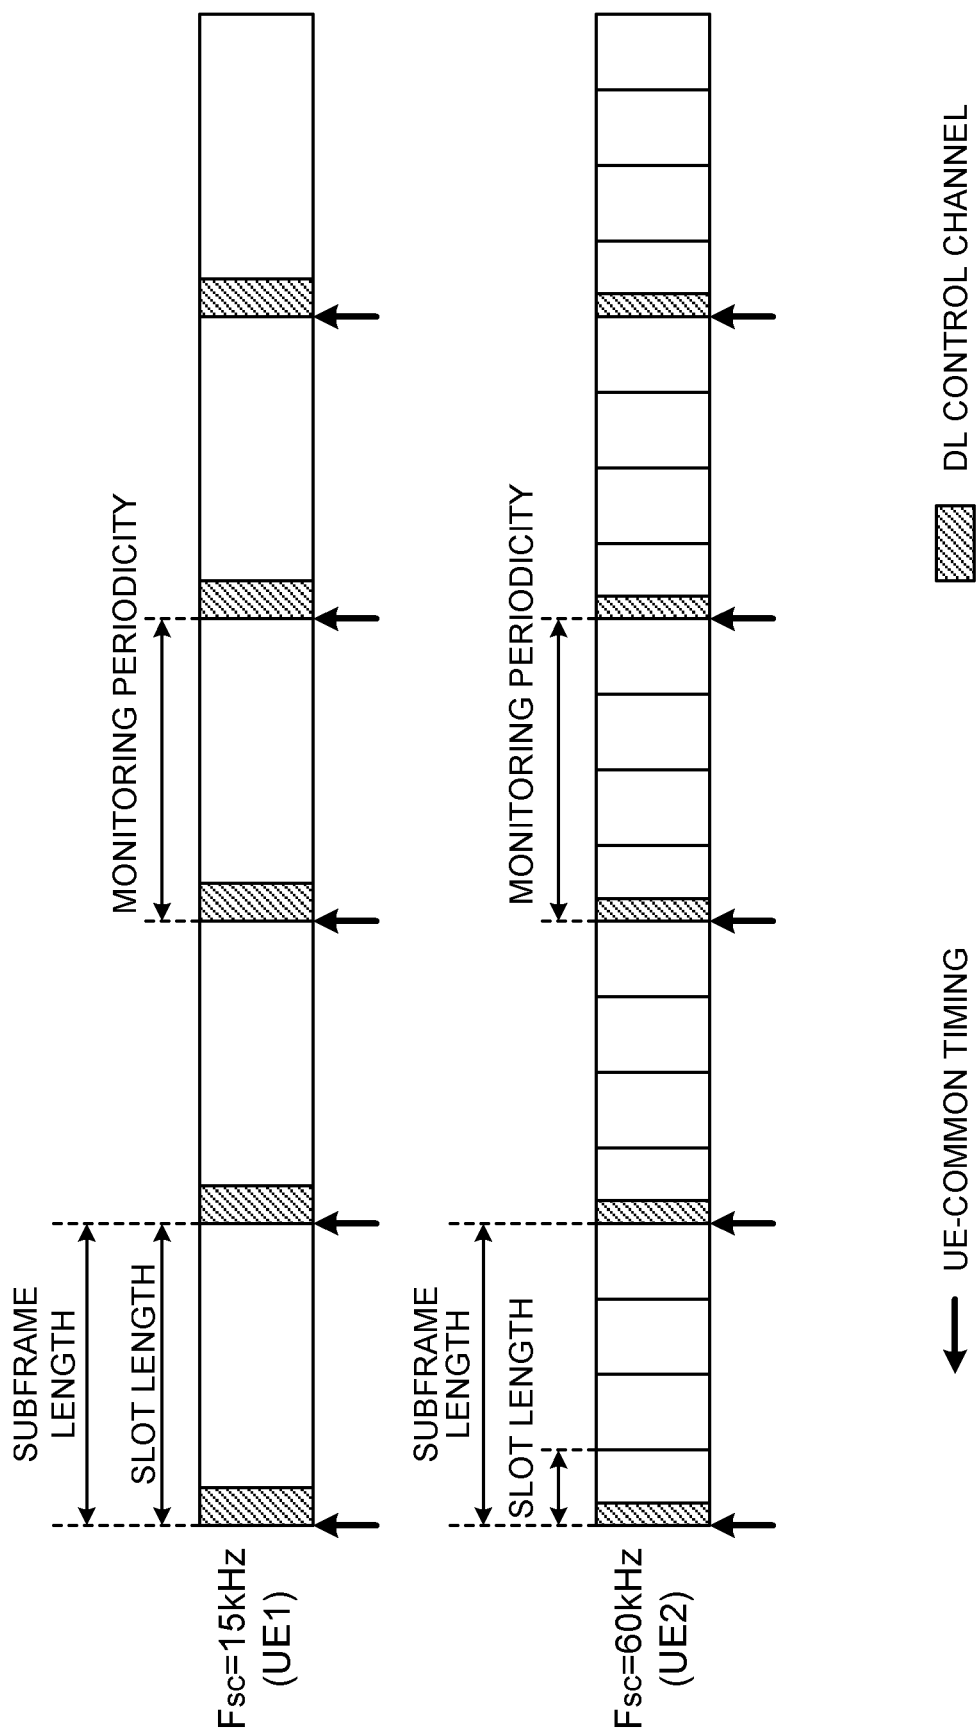 SUBFRAME
LENGTH
SLOT LENGTH
MONITORING PERIODICITY
Fsc=15kHz
(UE1)
SUBFRAME
LENGTH
SLOT LENGTH
MONITORING PERIODICITY
Fsc=60kHz
(UE2)
UE-COMMON TIMING
DL CONTROL CHANNEL